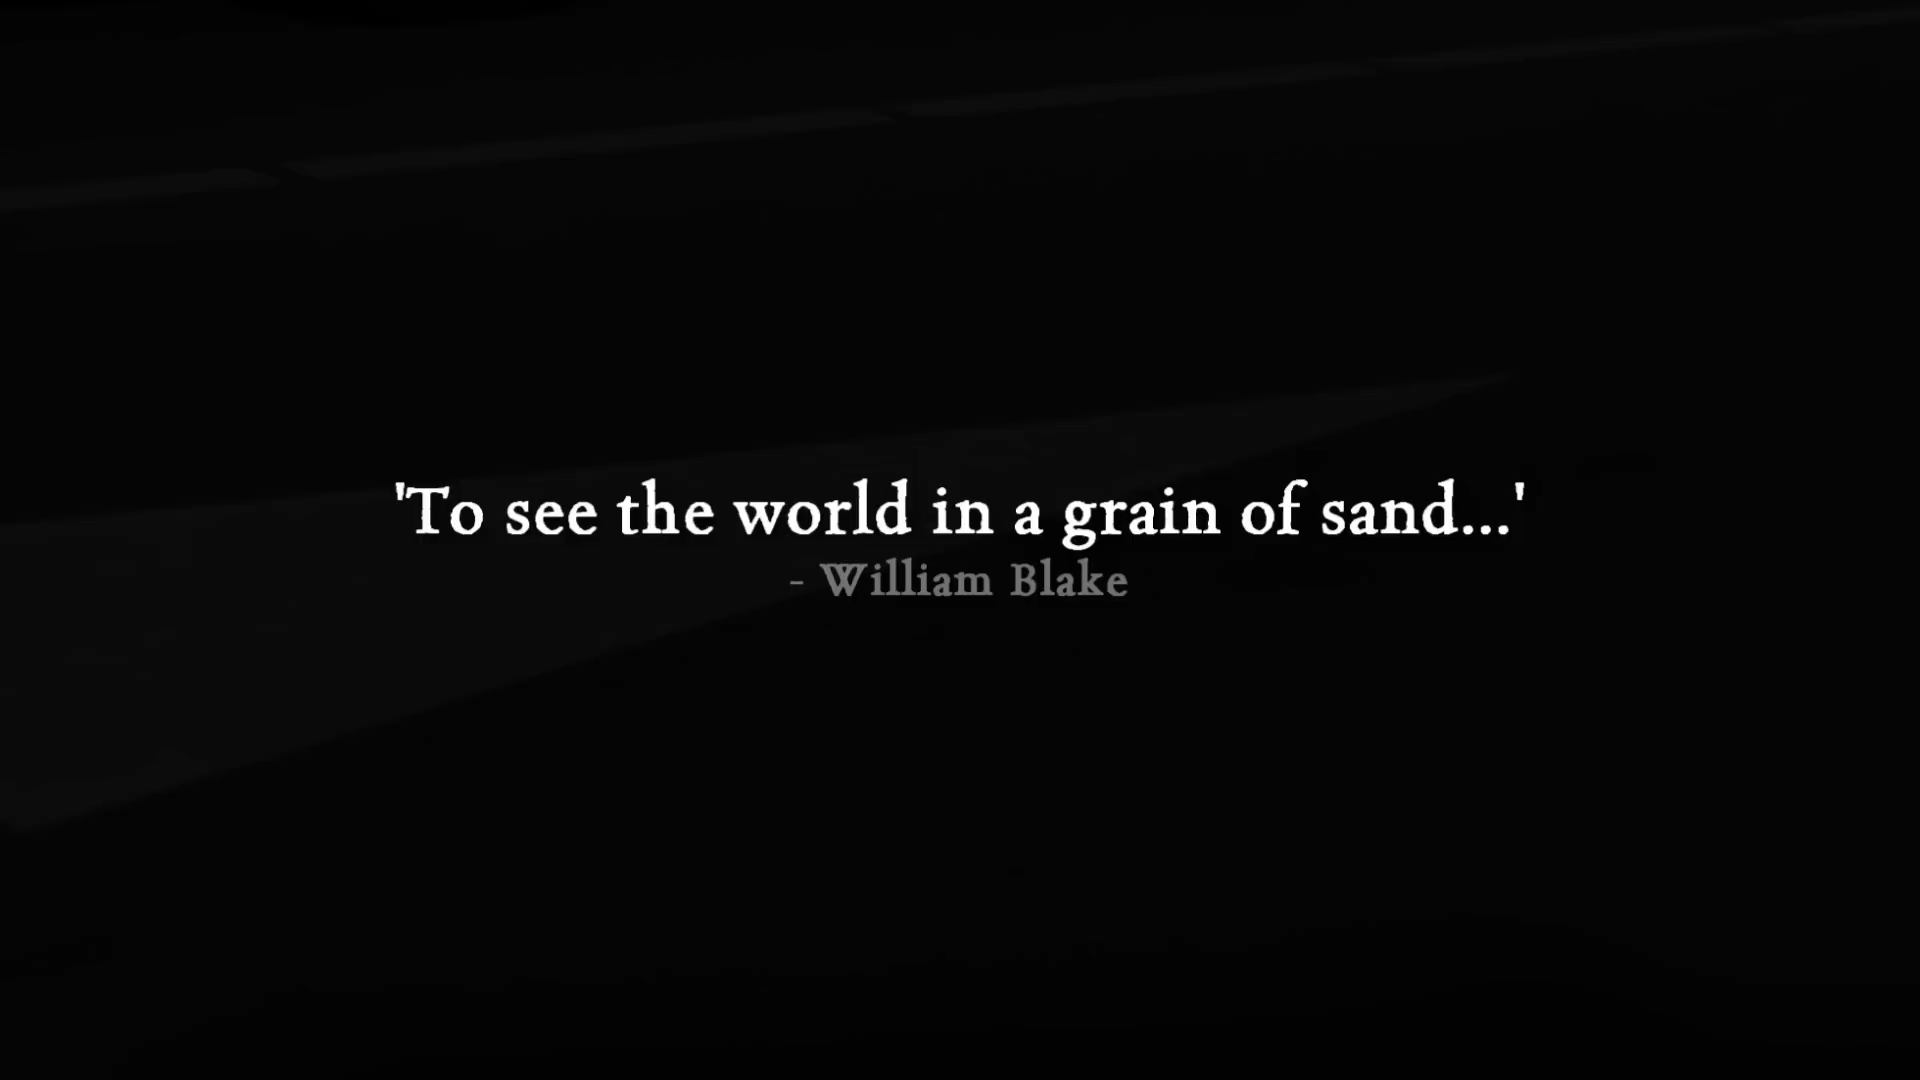 'To see the world in a grain of sand...'
- William Blake